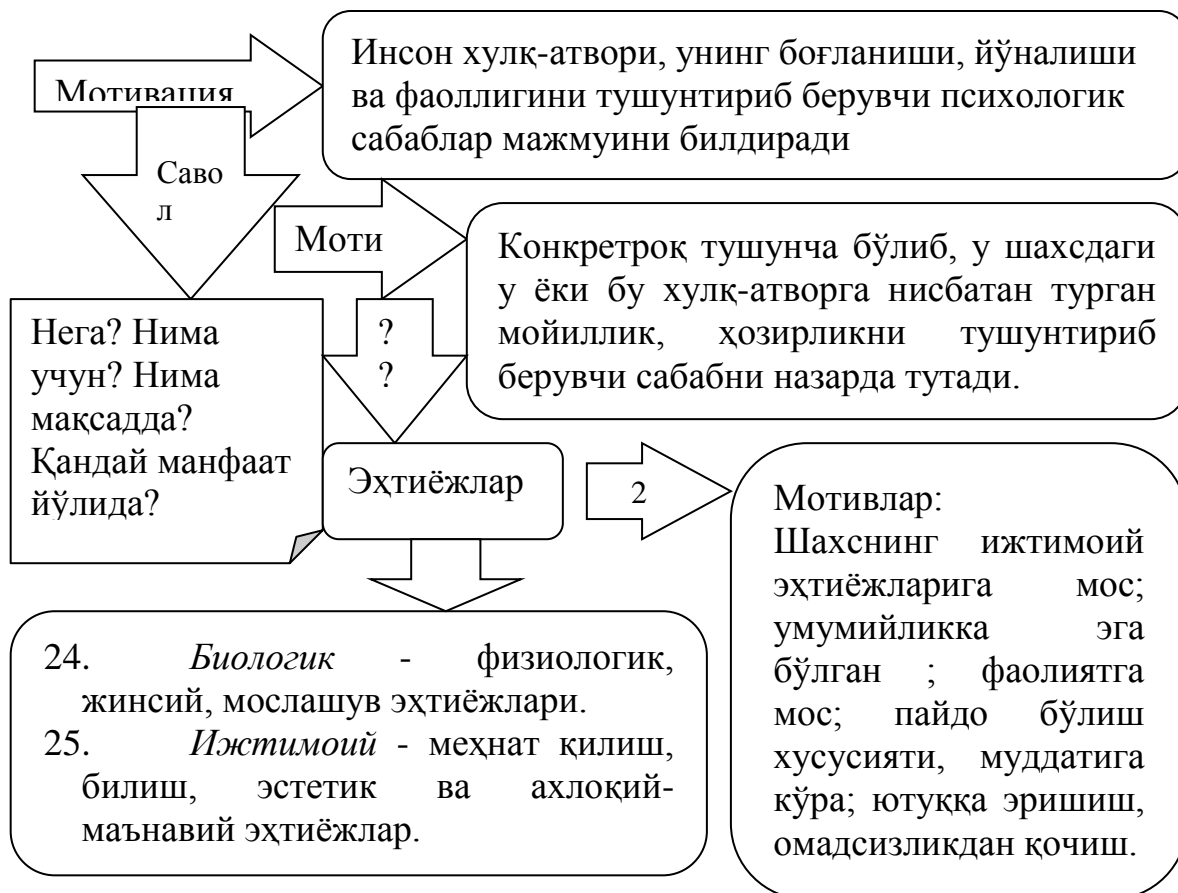 Мотивация
Инсон хулқ-атвори, унинг боғланиши, йўналиши
ва фаоллигини тушунтириб берувчи психологик
сабаблар мажмуини билдиради
Саво
л
Моти
Конкретроқ тушунча бўлиб, у шахсдаги
у ёки бу хулқ-атворга нисбатан турган
мойиллик, ҳозирликни тушунтириб
берувчи сабабни назарда тутади.
Нега? Нима
учун? Нима
мақсадда?
Қандай манфаат
йўлида?
?
?
Эҳтиёжлар
2
Мотивлар:
Шахснинг ижтимоий
эҳтиёжларига мос;
умумийликка эга
бўлган ; фаолиятга
мос; пайдо бўлиш
хусусияти, муддатига
кўра; ютуққа эришиш,
омадсизликдан қочиш.
24. Биологик - физиологик,
жинсий, мослашув эҳтиёжлари.
25. Ижтимоий - меҳнат қилиш,
билиш, эстетик ва ахлоқий-
маънавий эҳтиёжлар.